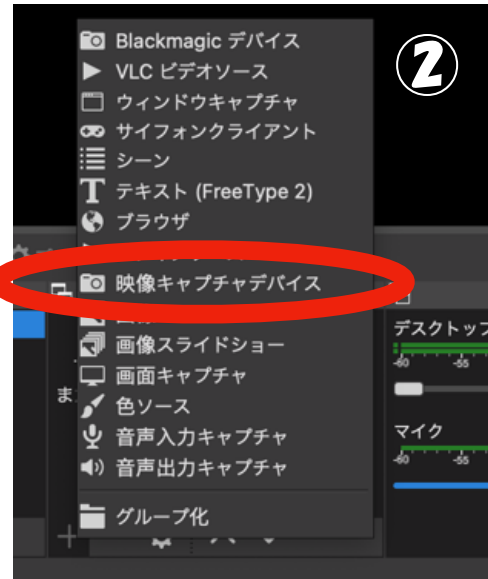 Blackmagic デバイス
②
VLC ビデオソース
ウィンドウキャプチャ
サイフォンクライアント
シーン
テキスト (FreeType 2)
ブラウザ
映像キャプチャデバイス
画像スライドショー
デスクトップ
-60 -55
画面キャプチャ
ま
色ソース
音声入力キャプチャ
マイク
-60 -55
音声出力キャプチャ
グループ化